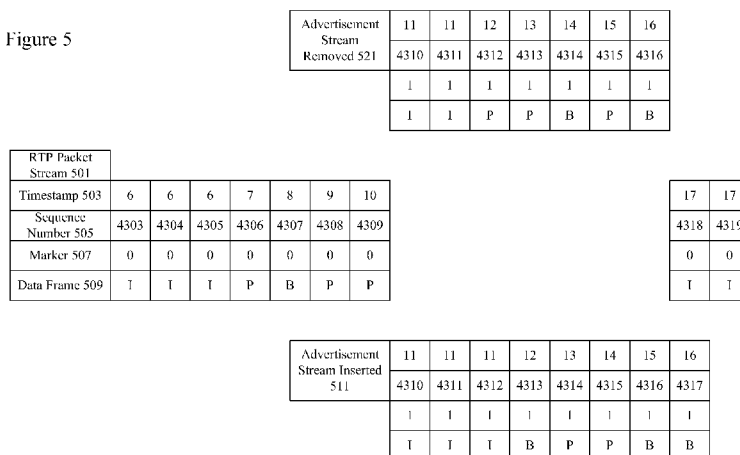 Figure 5
Advertisement Stream Removed 521
11 11 12 13 14 15 16
4310 4311 4312 4313 4314 4315 4316
1 1 1 1 1 1 1
I I P P B P B
RTP Packet Stream 501
Timestamp 503 6 6 6 7 8 9 10 17 17
Sequence Number 505 4303 4304 4305 4306 4307 4308 4309 4318 4319
Marker 507 0 0 0 0 0 0 0 0 0
Data Frame 509 I I I P B P P I I
Advertisement Stream Inserted 511
11 11 11 12 13 14 15 16
4310 4311 4312 4313 4314 4315 4316 4317
1 1 1 1 1 1 1 1
I I I B P P B B